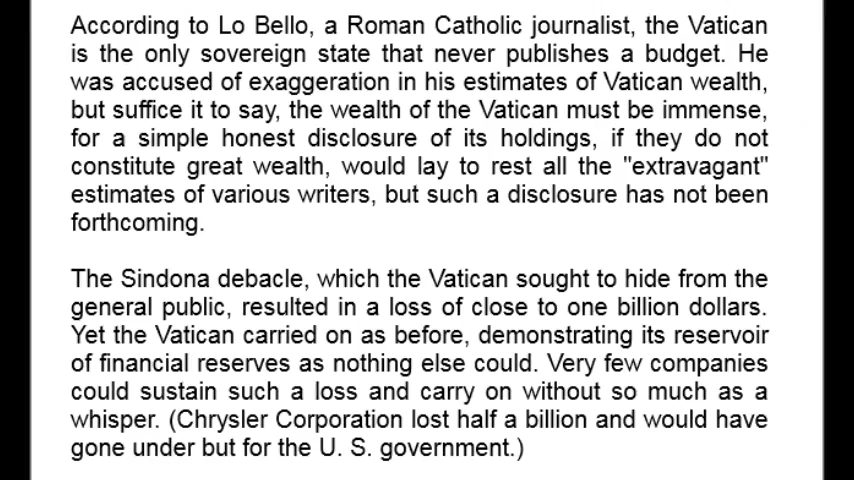 According to Lo Bello, a Roman Catholic journalist, the Vatican
is the only sovereign state that never publishes a budget. He
was accused of exaggeration in his estimates of Vatican wealth,
but suffice it to say, the wealth of the Vatican must be immense,
for a simple honest disclosure of its holdings, if they do not
constitute great wealth, would lay to rest all the "extravagant"
estimates of various writers, but such a disclosure has not been
forthcoming.
The Sindona debacle, which the Vatican sought to hide from the
general public, resulted in a loss of close to one billion dollars.
Yet the Vatican carried on as before, demonstrating its reservoir
of financial reserves as nothing else could. Very few companies
could sustain such a loss and carry on without so much as a
whisper. (Chrysler Corporation lost half a billion and would have
gone under but for the U. S. government.)